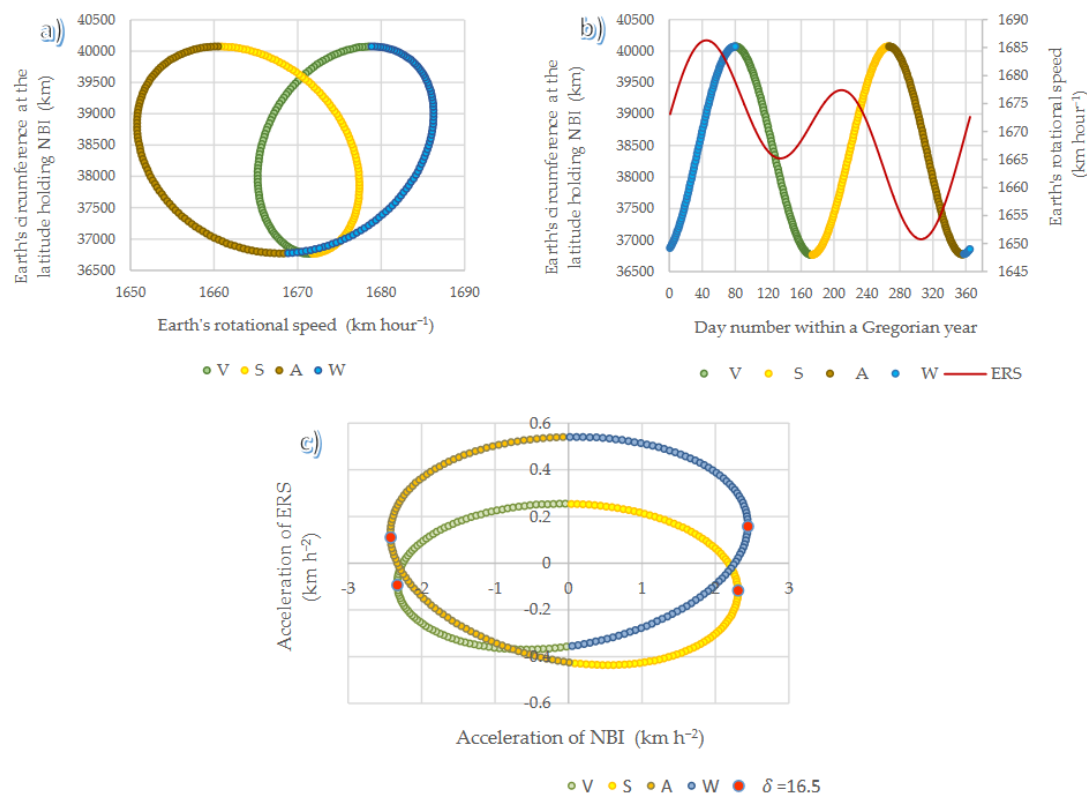 a)
Earth's circumference at the
latitude holding NBI (km)
40500
40000
39500
39000
38500
38000
37500
37000
36500
1650 1660 1670 1680 1690
Earth's rotational speed (km hour⁻¹)
V S A W
b)
Earth's circumference at the
latitude holding NBI (km)
40500
40000
39500
39000
38500
38000
37500
37000
36500
1690
1685
1680
1675
1670
1665
1660
1655
1650
1645
Earth's rotational speed
(km hour⁻¹)
0 40 80 120 160 200 240 280 320 360
Day number within a Gregorian year
V S A W ERS
c)
Acceleration of ERS
(km h⁻²)
0.6
0.4
0.2
0
-3 -2 -1 0 1 2 3
-0.2
-0.4
-0.6
Acceleration of NBI (km h⁻²)
V S A W δ =16.5